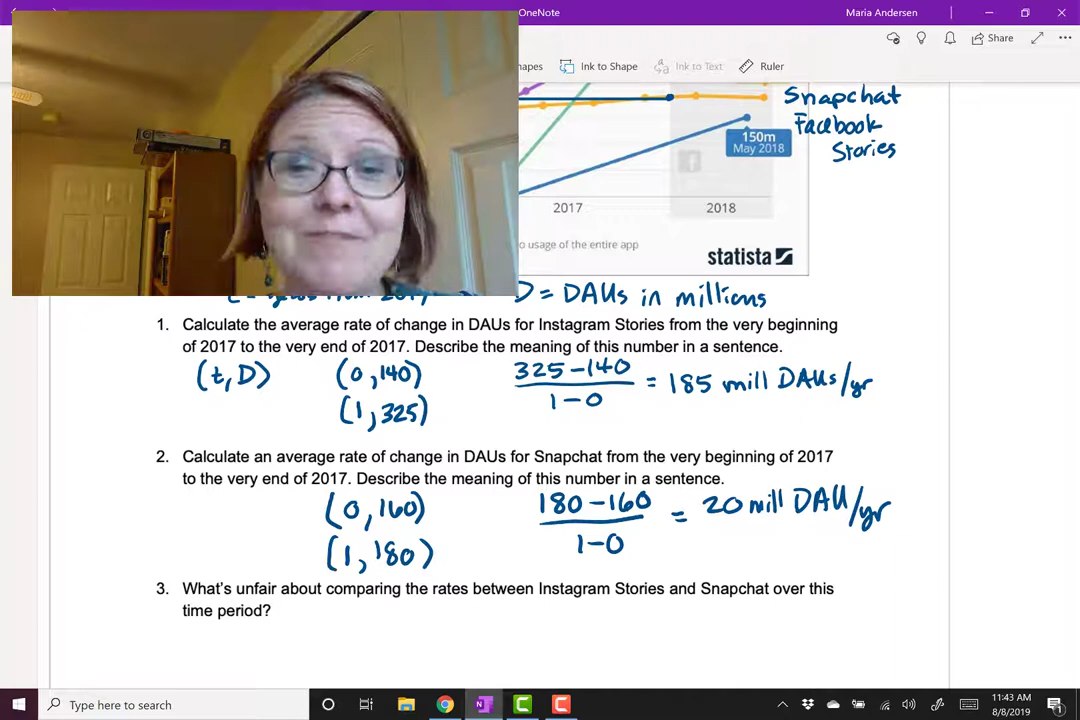 OneNote
Maria Andersen
Share
Ink to Shape
Ink to Text
Ruler
Snapchat
Facebook
Stories
150m
May 2018
2017
2018
usage of the entire app
statista
D = DAUs in millions
1. Calculate the average rate of change in DAUs for Instagram Stories from the very beginning
of 2017 to the very end of 2017. Describe the meaning of this number in a sentence.
(t, D)
(0, 140)
(1, 325)
325 - 140
1 - 0
= 185 mill DAUs/yr
2. Calculate an average rate of change in DAUs for Snapchat from the very beginning of 2017
to the very end of 2017. Describe the meaning of this number in a sentence.
(0, 160)
(1, 180)
180 - 160
1 - 0
= 20 mill DAU/yr
3. What's unfair about comparing the rates between Instagram Stories and Snapchat over this
time period?
Type here to search
11:43 AM
8/8/2019